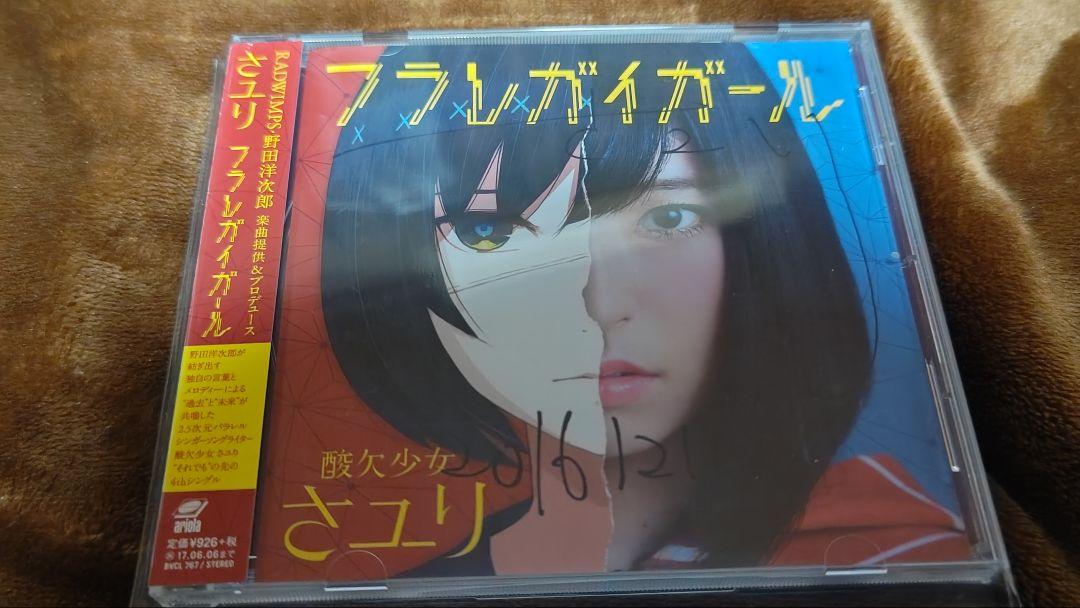 RADWIMPS・野田洋次郎 楽曲提供&プロデュース
さユり フラレガイガール
野田洋次郎が
紡ぎ出す
独自の言葉と
メロディーによる
"過去"と"未来"が
共鳴した
2.5次元パラレル
シンガーソングライター
酸欠少女さユり
"それでも"の先の
4thシングル
ariola
定価¥926+税
17.06.06まで
BVCL 767/STEREO
フラレガイガール
酸欠少女
さユり
2016 121